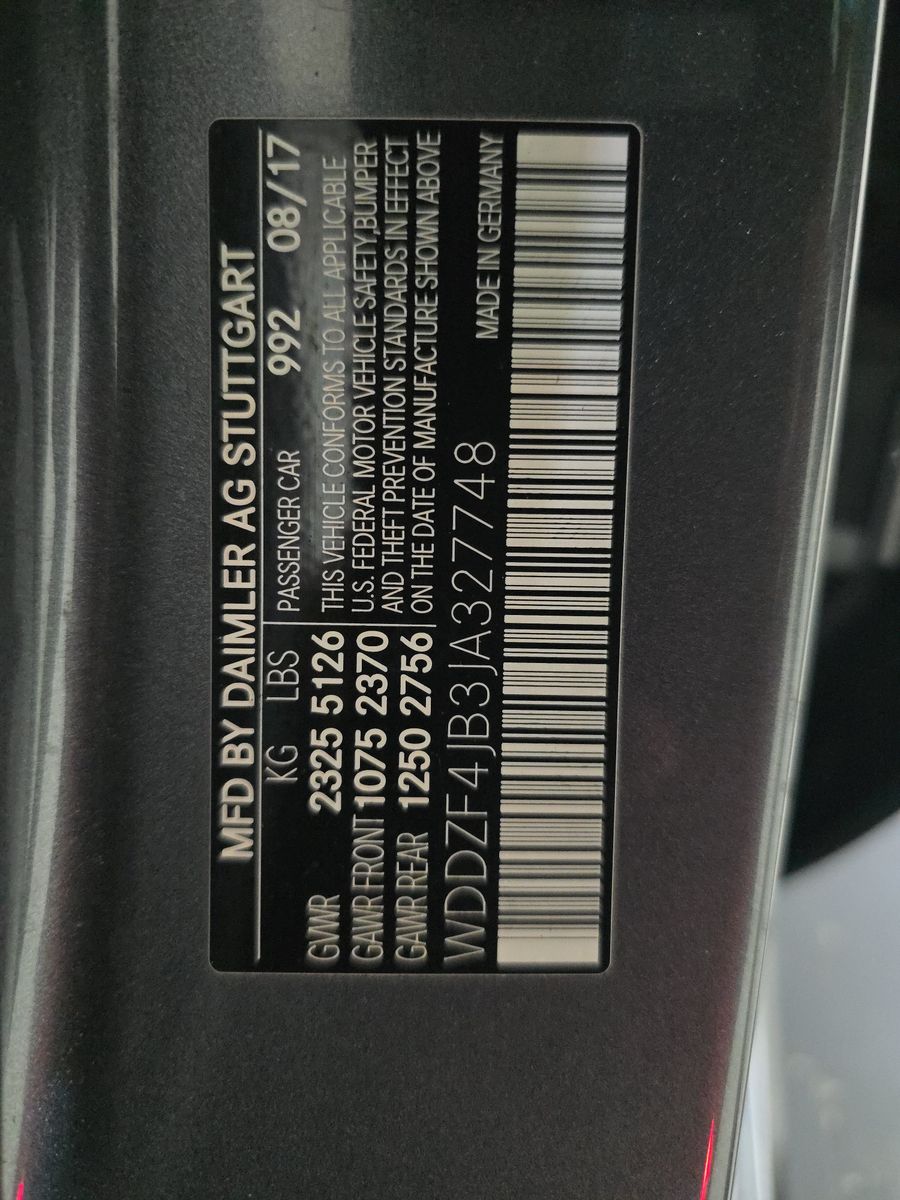 MFD BY DAIMLER AG STUTTGART
KG LBS
GVWR 2325 5126
GAWR FRONT 1075 2370
GAWR REAR 1250 2756
PASSENGER CAR 992 08/17
THIS VEHICLE CONFORMS TO ALL APPLICABLE
U.S. FEDERAL MOTOR VEHICLE SAFETY,BUMPER
AND THEFT PREVENTION STANDARDS IN EFFECT
ON THE DATE OF MANUFACTURE SHOWN ABOVE
WDDZF4JB3JA327748
MADE IN GERMANY